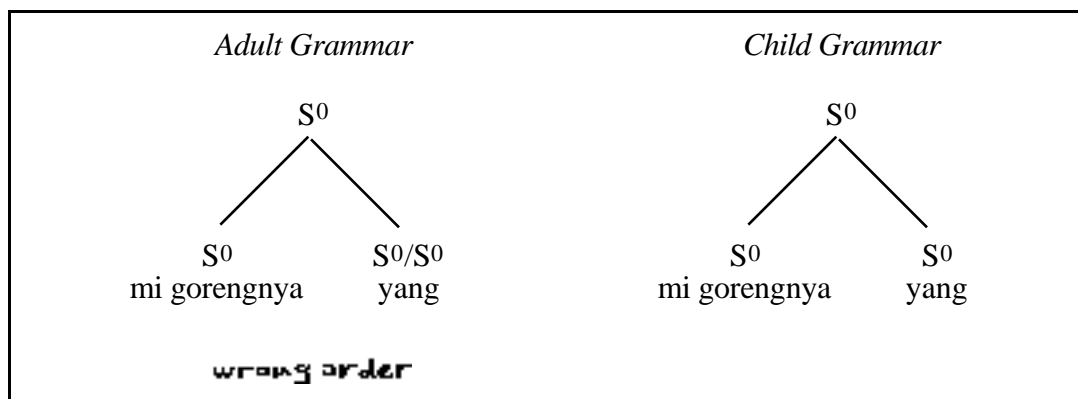 Adult Grammar Child Grammar
S0 S0
S0 S0/S0 S0 S0
mi gorengnya yang mi gorengnya yang
wrong order